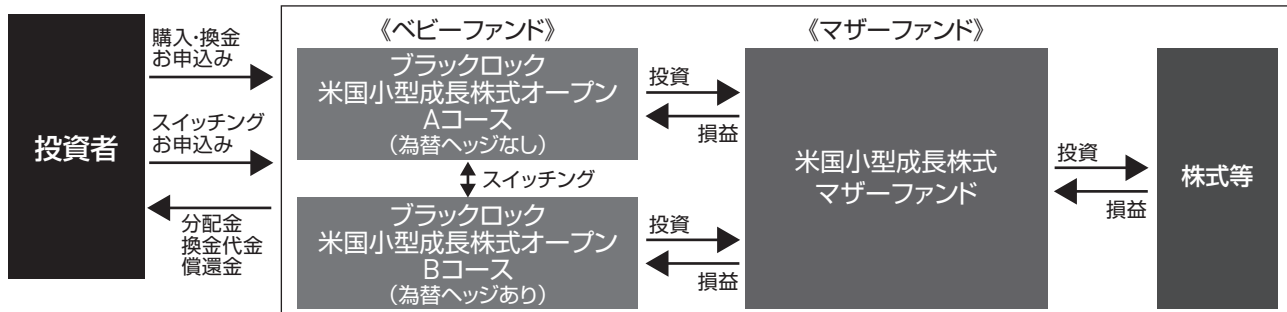 投資者
購入・換金
お申込み
スイッチング
お申込み
分配金
換金代金
償還金
《ベビーファンド》
ブラックロック
米国小型成長株式オープン
Aコース
（為替ヘッジなし）
スイッチング
ブラックロック
米国小型成長株式オープン
Bコース
（為替ヘッジあり）
投資
損益
投資
損益
《マザーファンド》
米国小型成長株式
マザーファンド
投資
損益
株式等